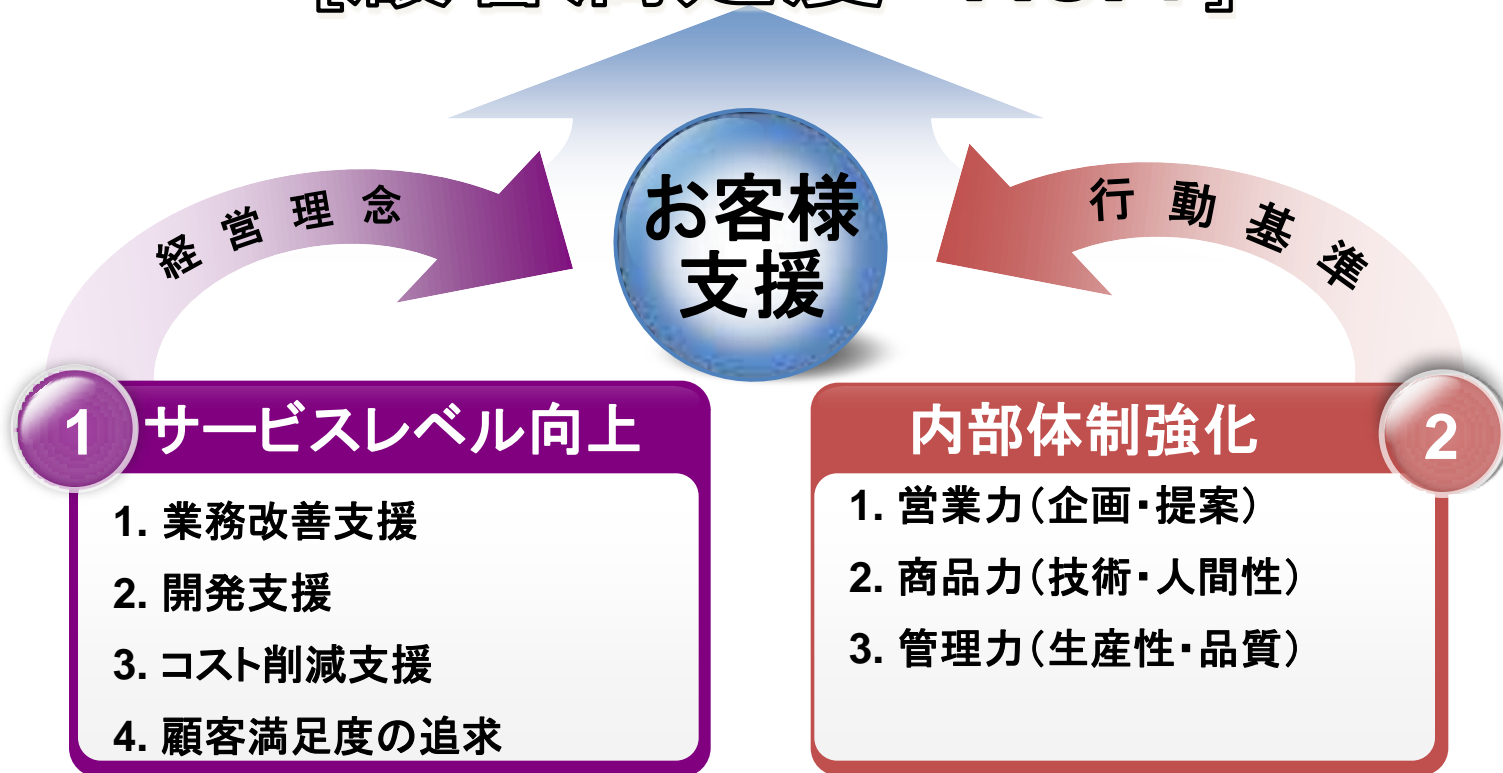 経営理念
お客様
支援
行動基準
1 サービスレベル向上
1. 業務改善支援
2. 開発支援
3. コスト削減支援
4. 顧客満足度の追求
内部体制強化 2
1. 営業力（企画・提案）
2. 商品力（技術・人間性）
3. 管理力（生産性・品質）